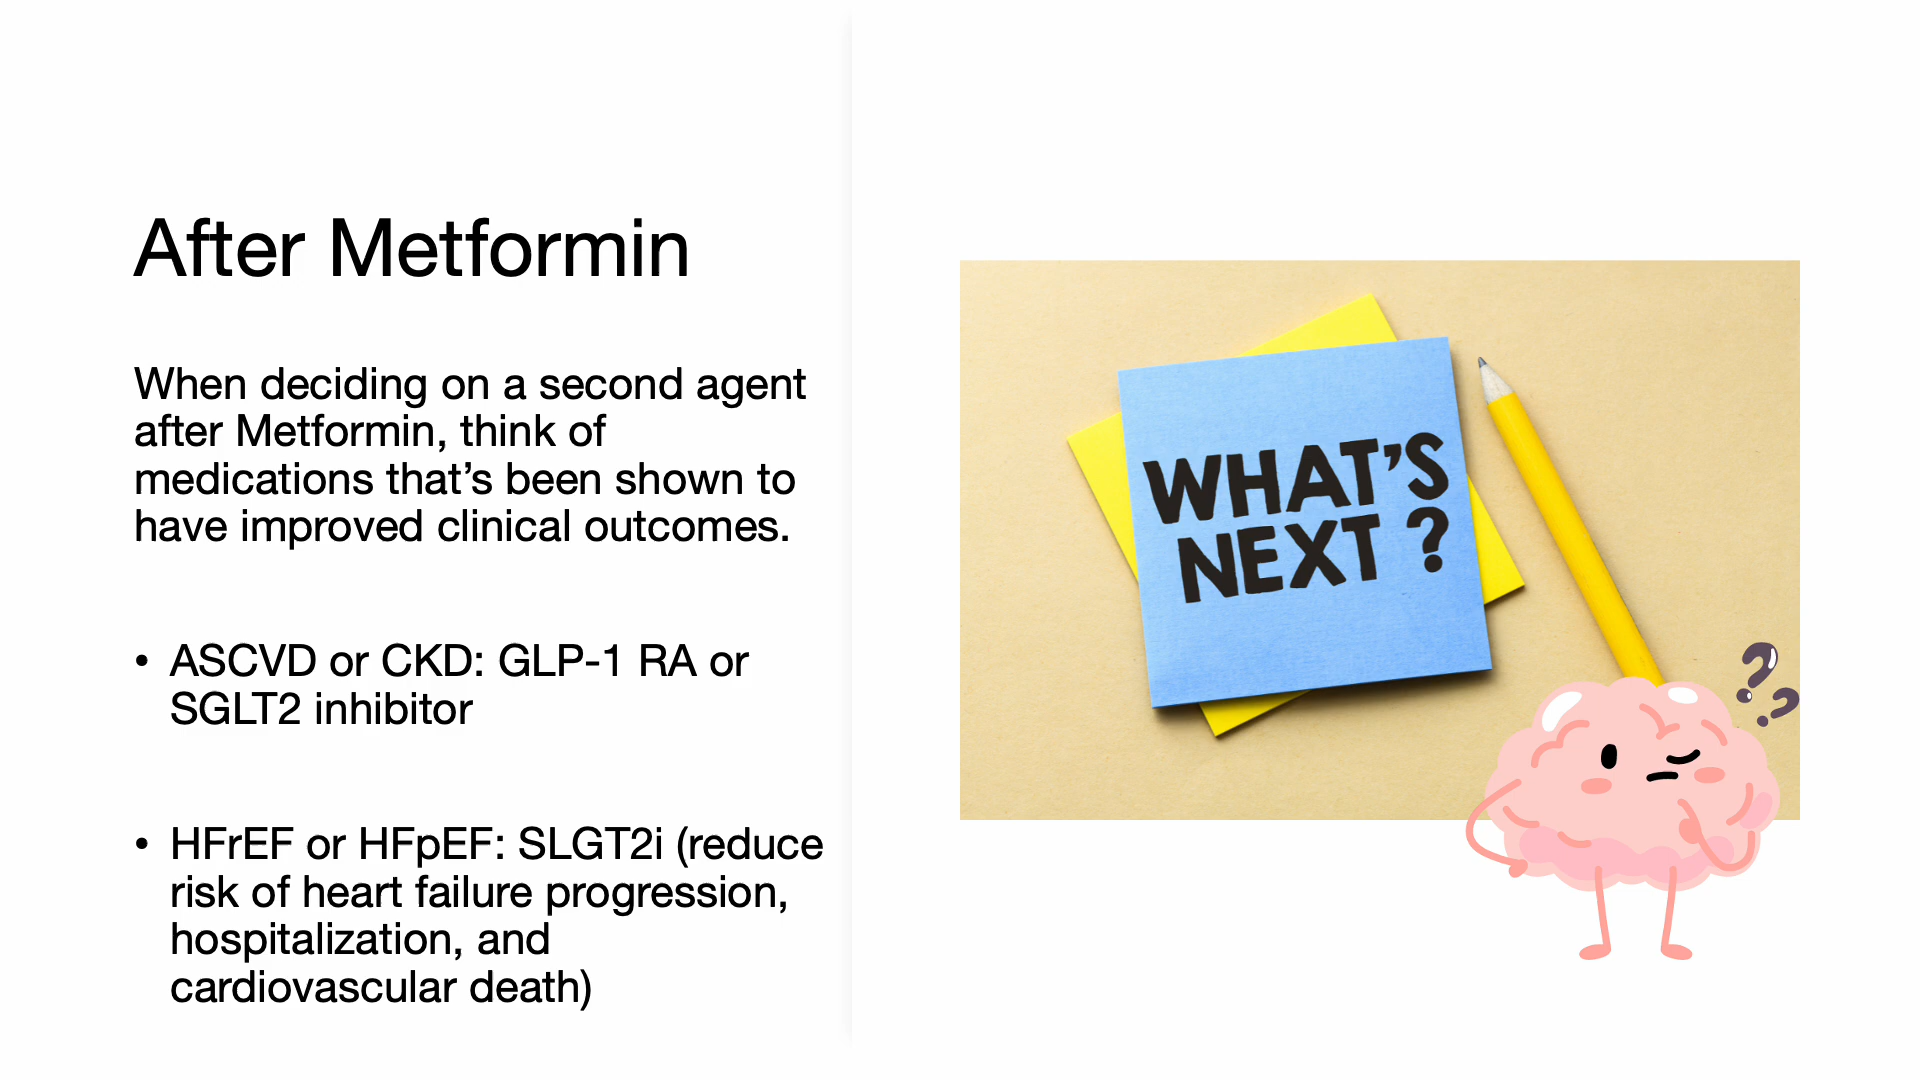 After Metformin
When deciding on a second agent
after Metformin, think of
medications that’s been shown to
have improved clinical outcomes.
• ASCVD or CKD: GLP-1 RA or
SGLT2 inhibitor
• HFrEF or HFpEF: SLGT2i (reduce
risk of heart failure progression,
hospitalization, and
cardiovascular death)
WHAT’S
NEXT ?
? ?